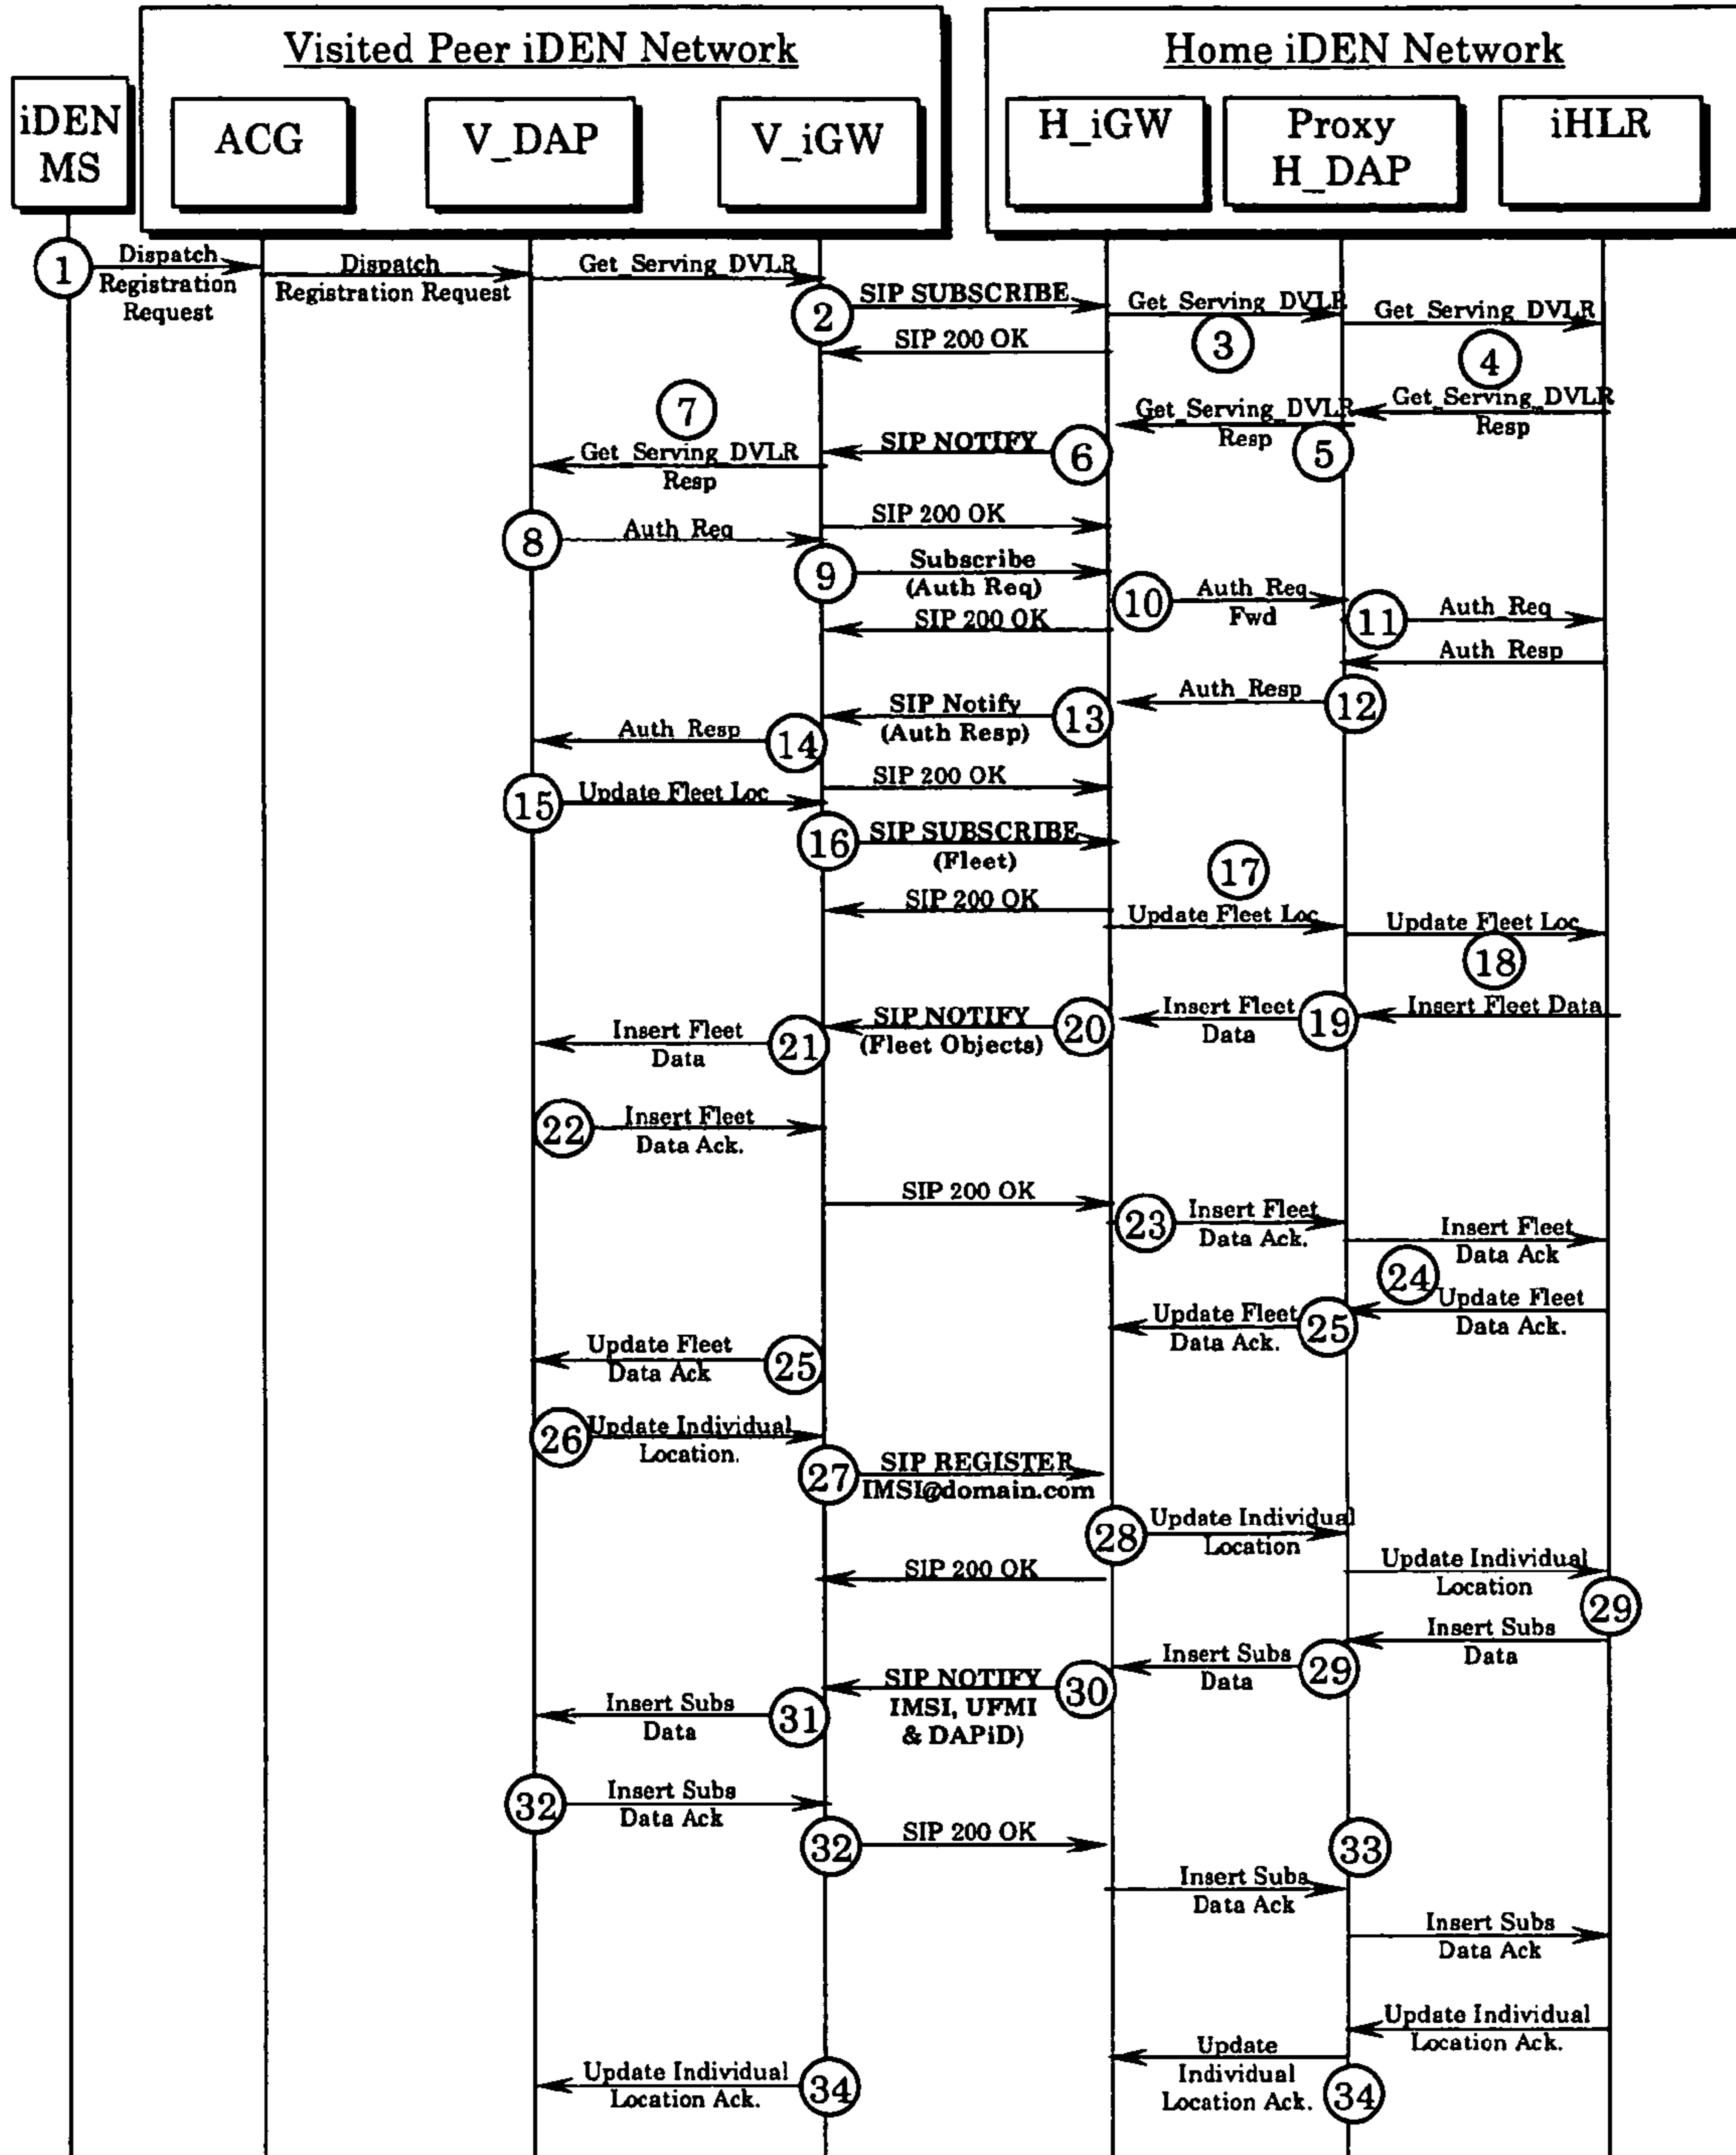 Visited Peer iDEN Network
Home iDEN Network
iDEN
MS
ACG
V_DAP
V_iGW
H_iGW
Proxy
H_DAP
iHLR
1
Dispatch
Registration
Request
Dispatch
Registration Request
Get_Serving_DVLR
2
SIP SUBSCRIBE
Get_Serving_DVLR
3
Get_Serving_DVLR
4
SIP 200 OK
Get_Serving_DVLR
Resp
Get_Serving_DVLR
Resp
5
6
SIP NOTIFY
7
Get_Serving_DVLR
Resp
SIP 200 OK
8
Auth_Req
9
Subscribe
(Auth Req)
10
Auth_Req
Fwd
11
Auth_Req
SIP 200 OK
Auth_Resp
12
Auth_Resp
13
SIP Notify
(Auth Resp)
14
Auth_Resp
SIP 200 OK
15
Update Fleet Loc
16
SIP SUBSCRIBE
(Fleet)
17
SIP 200 OK
Update Fleet Loc
Update Fleet Loc
18
Insert Fleet Data
19
Insert Fleet
Data
20
SIP NOTIFY
(Fleet Objects)
21
Insert Fleet
Data
22
Insert Fleet
Data Ack.
SIP 200 OK
23
Insert Fleet
Data Ack.
Insert Fleet
Data Ack
24
Update Fleet
Data Ack.
25
Update Fleet
Data Ack.
25
Update Fleet
Data Ack
26
Update Individual
Location.
27
SIP REGISTER
IMSI@domain.com
28
Update Individual
Location
SIP 200 OK
Update Individual
Location
29
Insert Subs
Data
29
Insert Subs
Data
30
SIP NOTIFY
IMSI, UFMI
& DAPiD)
31
Insert Subs
Data
32
Insert Subs
Data Ack
32
SIP 200 OK
33
Insert Subs
Data Ack
Insert Subs
Data Ack
Update Individual
Location Ack.
Update
Individual
Location Ack.
34
34
Update Individual
Location Ack.